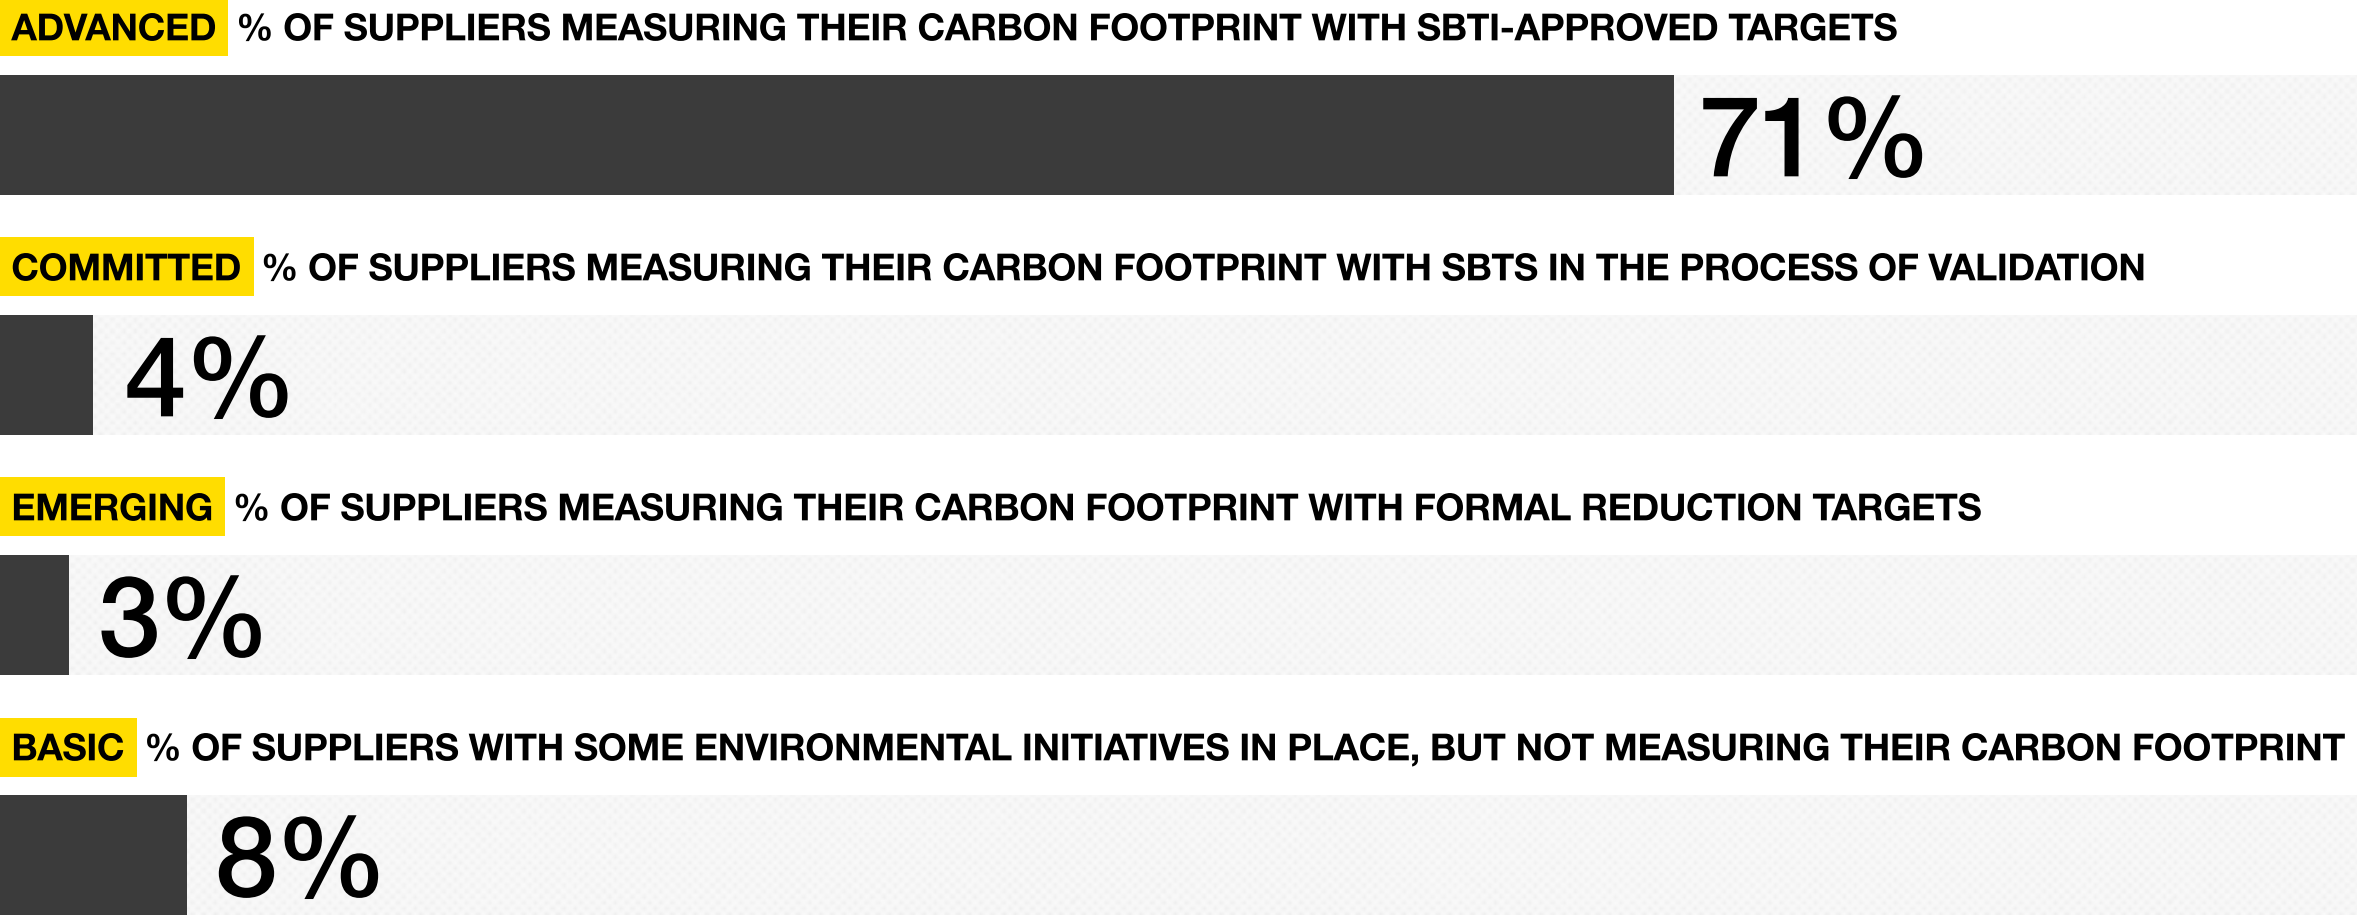 ADVANCED % OF SUPPLIERS MEASURING THEIR CARBON FOOTPRINT WITH SBTI-APPROVED TARGETS
71%
COMMITTED % OF SUPPLIERS MEASURING THEIR CARBON FOOTPRINT WITH SBTS IN THE PROCESS OF VALIDATION
4%
EMERGING % OF SUPPLIERS MEASURING THEIR CARBON FOOTPRINT WITH FORMAL REDUCTION TARGETS
3%
BASIC % OF SUPPLIERS WITH SOME ENVIRONMENTAL INITIATIVES IN PLACE, BUT NOT MEASURING THEIR CARBON FOOTPRINT
8%